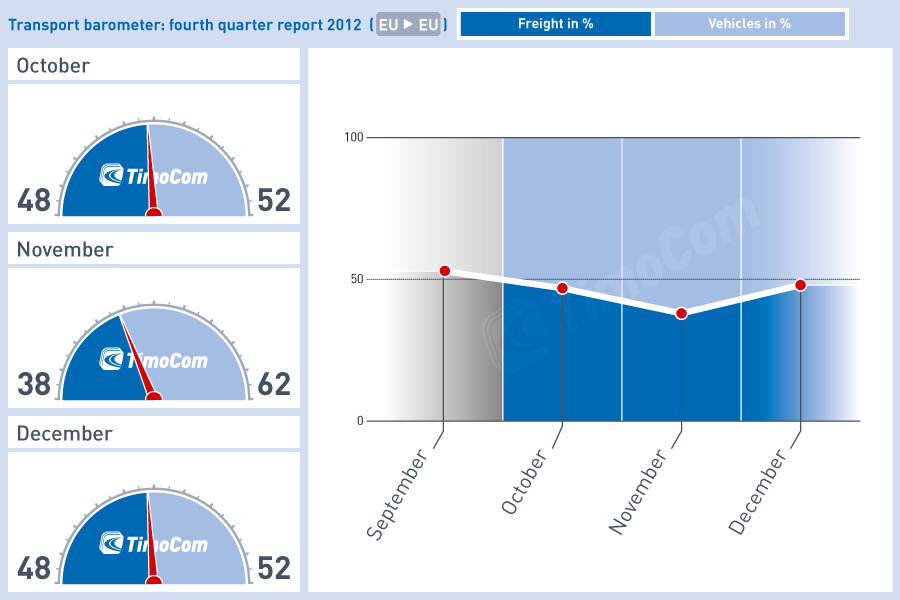 Transport barometer: fourth quarter report 2012 (EU ▶ EU)
Freight in %
Vehicles in %
October
TimoCom
48
52
November
TimoCom
38
62
December
TimoCom
48
52
100
50
0
TimoCom
September
October
November
December